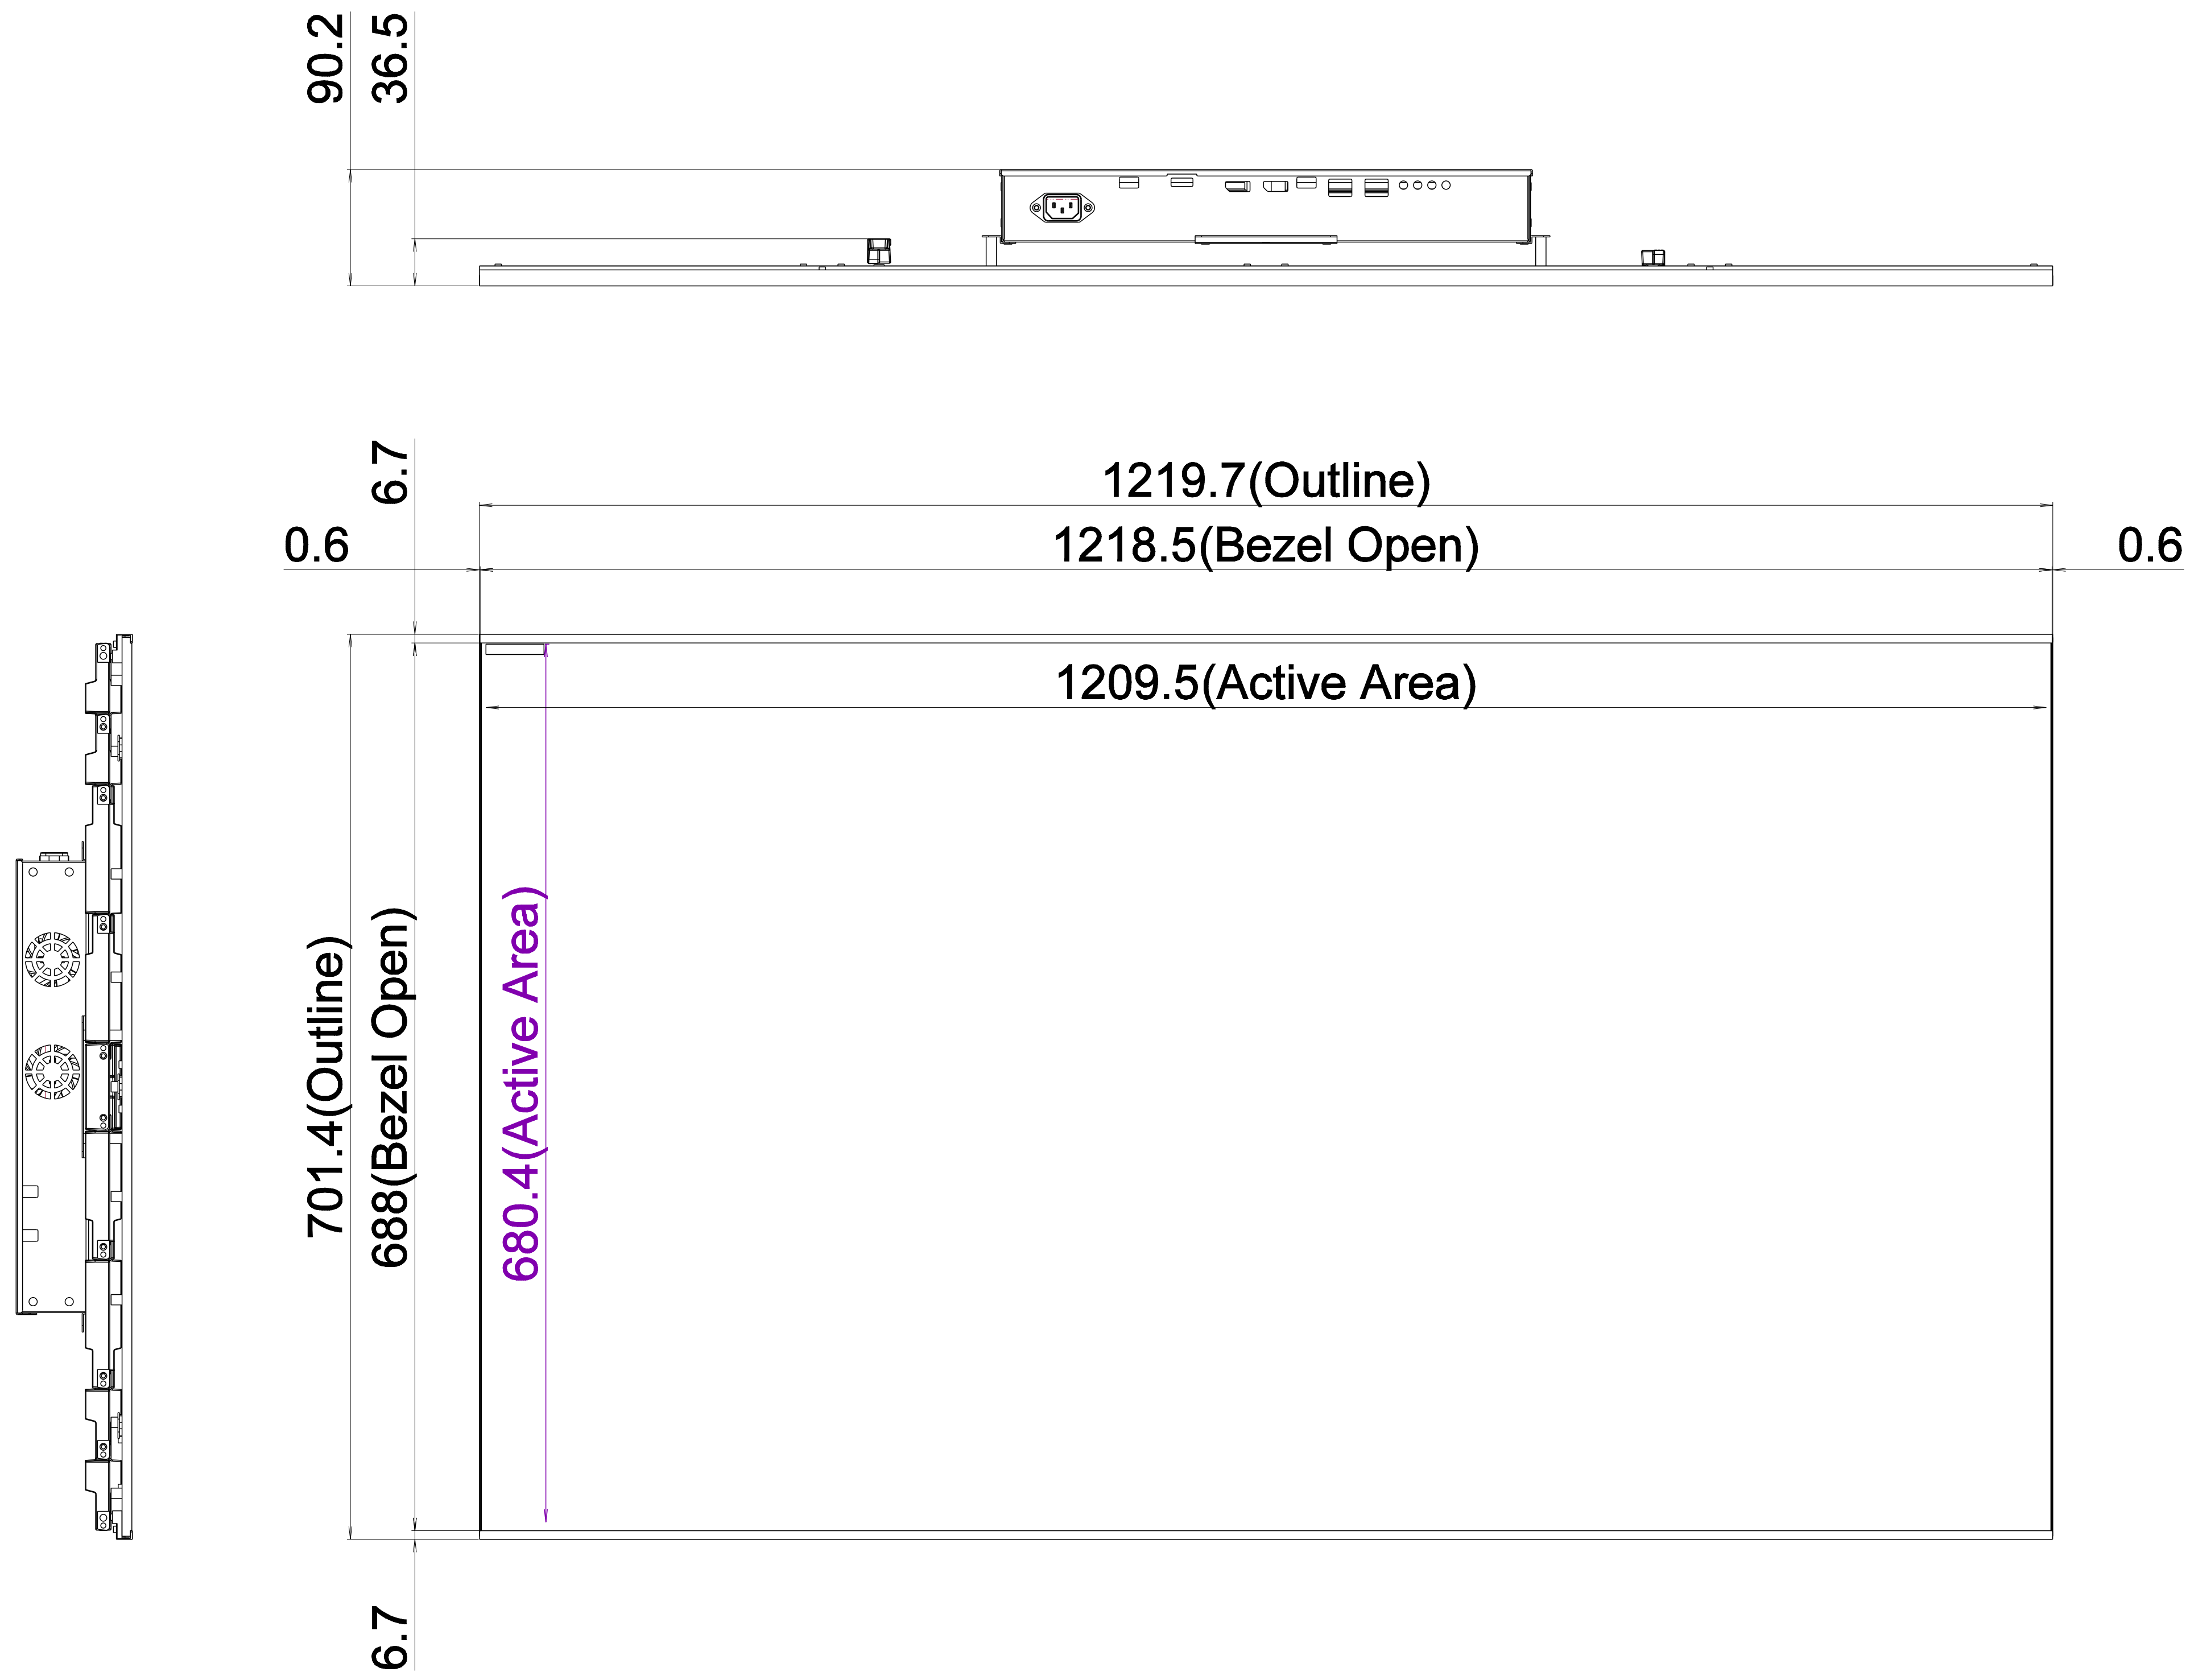 90.2
36.5
6.7
1219.7(Outline)
0.6
1218.5(Bezel Open)
0.6
1209.5(Active Area)
701.4(Outline)
688(Bezel Open)
680.4(Active Area)
6.7